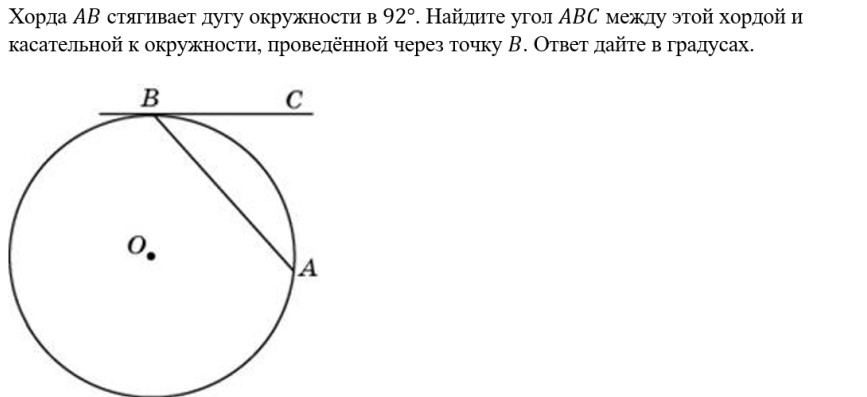 Хорда AB стягивает дугу окружности в 92°. Найдите угол ABC между этой хордой и
касательной к окружности, проведённой через точку B. Ответ дайте в градусах.
B
C
O
A